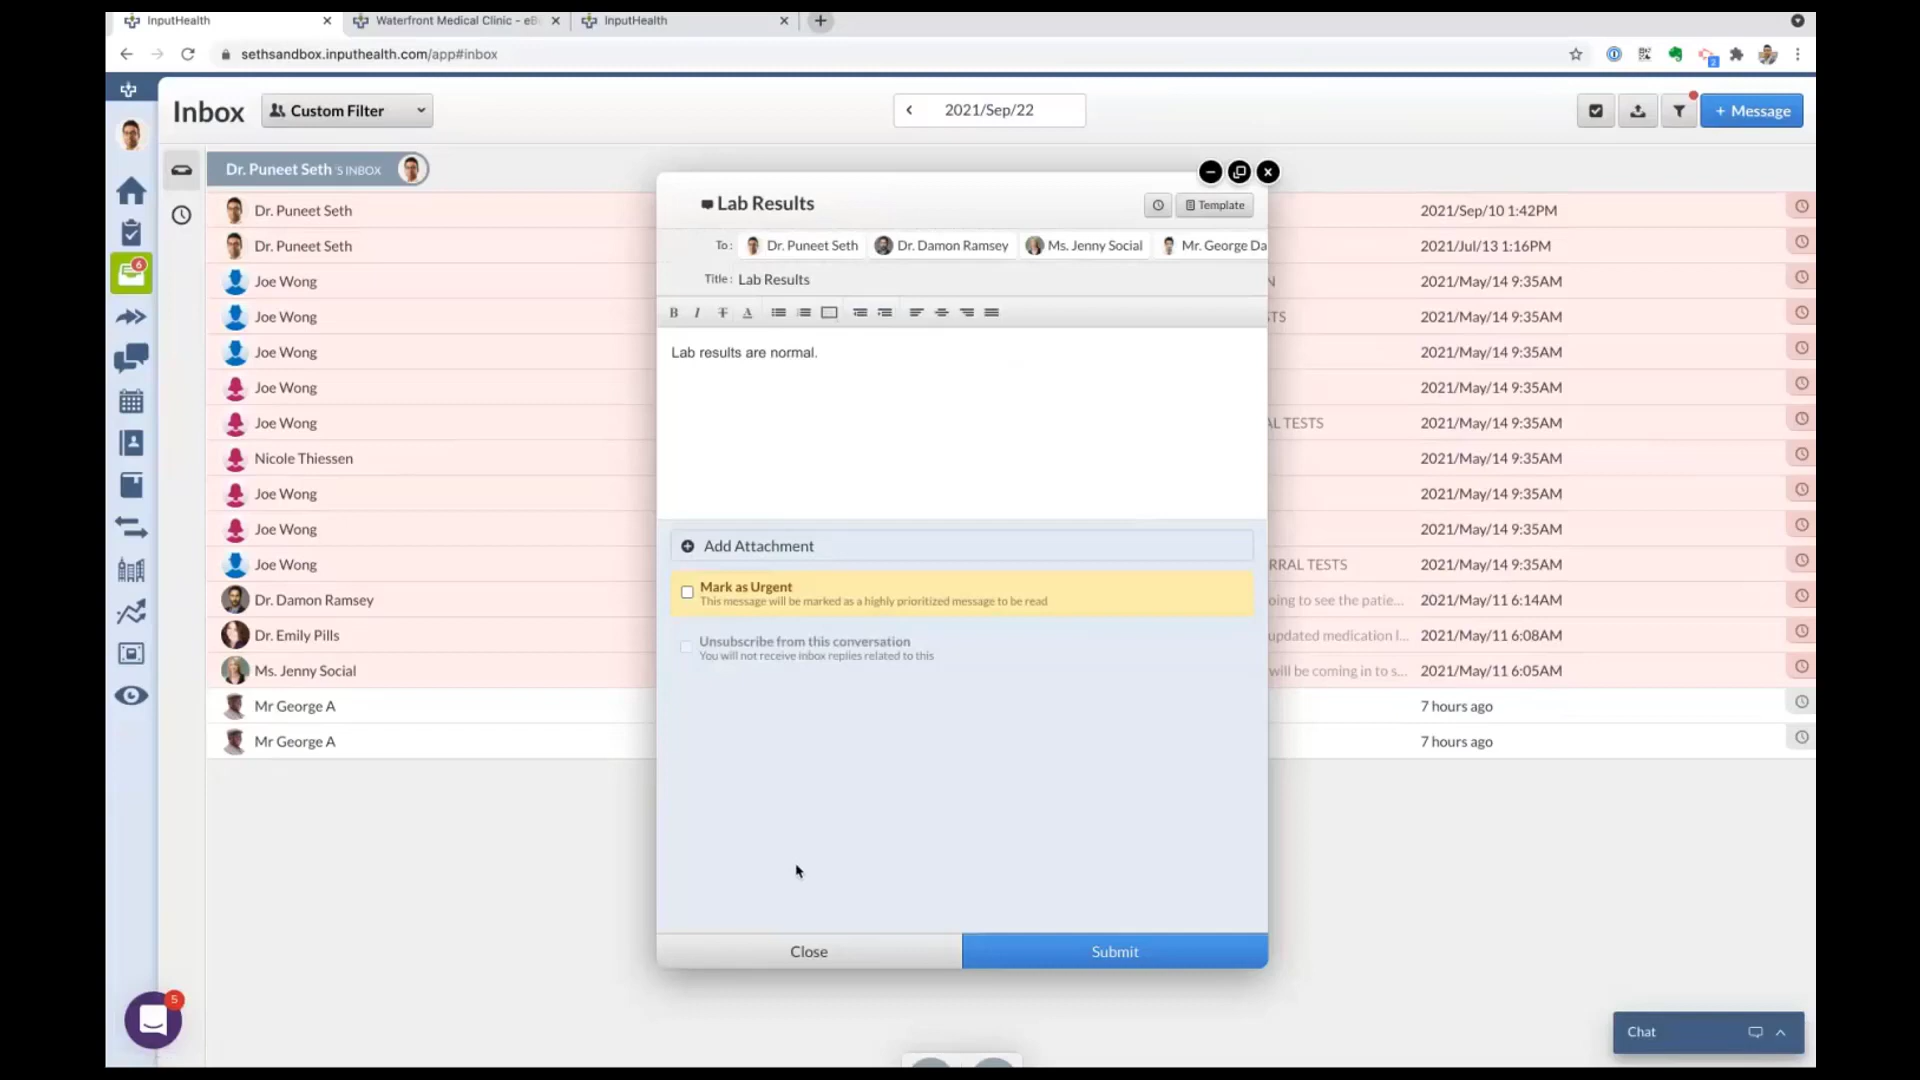 InputHealth
Waterfront Medical Clinic - eB
InputHealth
sethsandbox.inputhealth.com/app#inbox
2
Inbox
Custom Filter
2021/Sep/22
+ Message
Dr. Puneet Seth 'S INBOX
Dr. Puneet Seth
2021/Sep/10 1:42PM
Dr. Puneet Seth
2021/Jul/13 1:16PM
Joe Wong
N
2021/May/14 9:35AM
Joe Wong
STS
2021/May/14 9:35AM
Joe Wong
2021/May/14 9:35AM
Joe Wong
2021/May/14 9:35AM
Joe Wong
AL TESTS
2021/May/14 9:35AM
Nicole Thiessen
2021/May/14 9:35AM
Joe Wong
2021/May/14 9:35AM
Joe Wong
2021/May/14 9:35AM
Joe Wong
RRAL TESTS
2021/May/14 9:35AM
Dr. Damon Ramsey
oing to see the patie...
2021/May/11 6:14AM
Dr. Emily Pills
updated medication l...
2021/May/11 6:08AM
Ms. Jenny Social
will be coming in to s...
2021/May/11 6:05AM
Mr George A
7 hours ago
Mr George A
7 hours ago
6
Lab Results
Template
To: Dr. Puneet Seth Dr. Damon Ramsey Ms. Jenny Social Mr. George Da
Title: Lab Results
B I T A
Lab results are normal.
Add Attachment
Mark as Urgent
This message will be marked as a highly prioritized message to be read
Unsubscribe from this conversation
You will not receive inbox replies related to this
Close
Submit
5
Chat